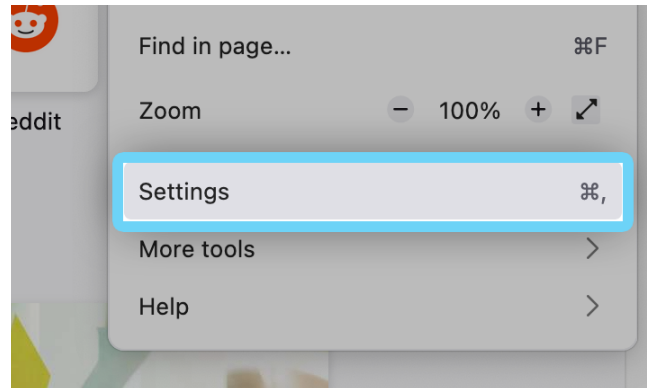 Find in page... ⌘F
eddit
Zoom − 100% +
Settings ⌘,
More tools
Help